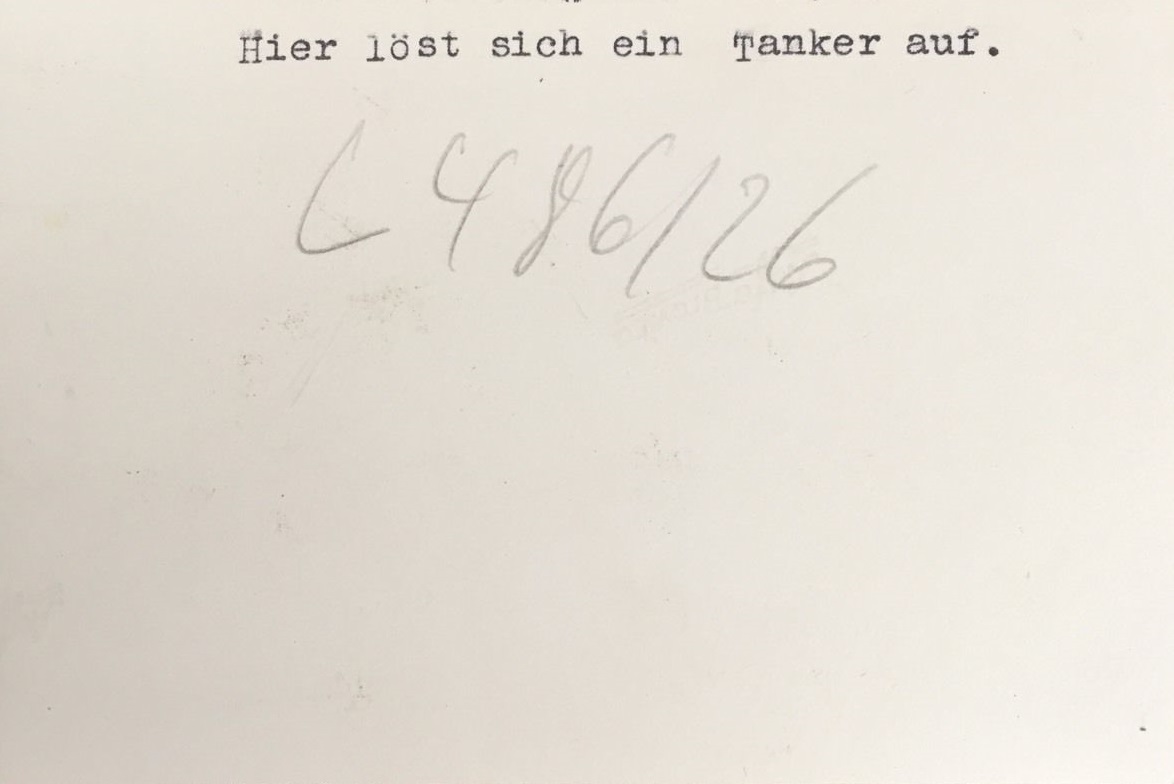 Hier löst sich ein Tanker auf.
L 486/26